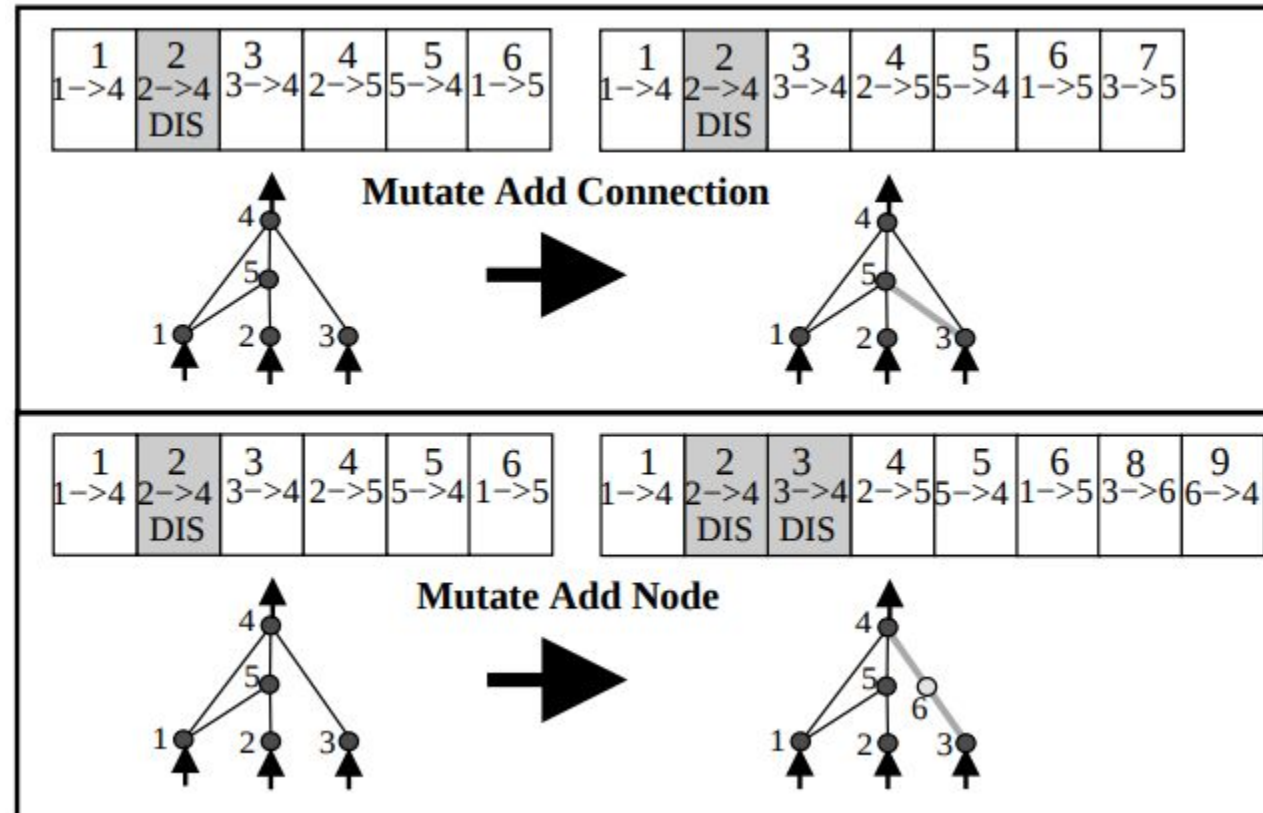 1 2 3 4 5 6
1->4 2->4 3->4 2->5 5->4 1->5
DIS
1 2 3 4 5 6 7
1->4 2->4 3->4 2->5 5->4 1->5 3->5
DIS
Mutate Add Connection
4
5
1 2 3
4
5
1 2 3
1 2 3 4 5 6
1->4 2->4 3->4 2->5 5->4 1->5
DIS
1 2 3 4 5 6 8 9
1->4 2->4 3->4 2->5 5->4 1->5 3->6 6->4
DIS DIS
Mutate Add Node
4
5
1 2 3
4
5
6
1 2 3